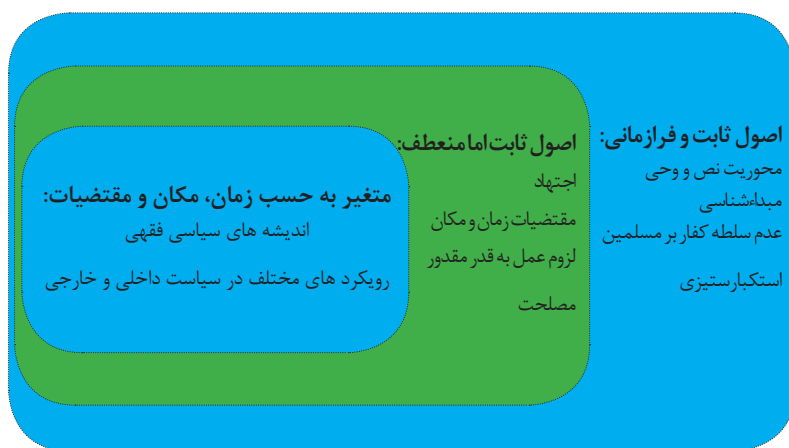 اصول ثابت و فرازمانی:
محوریت نص و وحی
مبداءشناسی
عدم سلطه کفار بر مسلمین
استکبارستیزی
اصول ثابت اما منعطف:
اجتهاد
مقتضیات زمان و مکان
لزوم عمل به قدر مقدور
مصلحت
متغیر به حسب زمان، مکان و مقتضیات:
اندیشه های سیاسی فقهی
رویکرد های مختلف در سیاست داخلی و خارجی